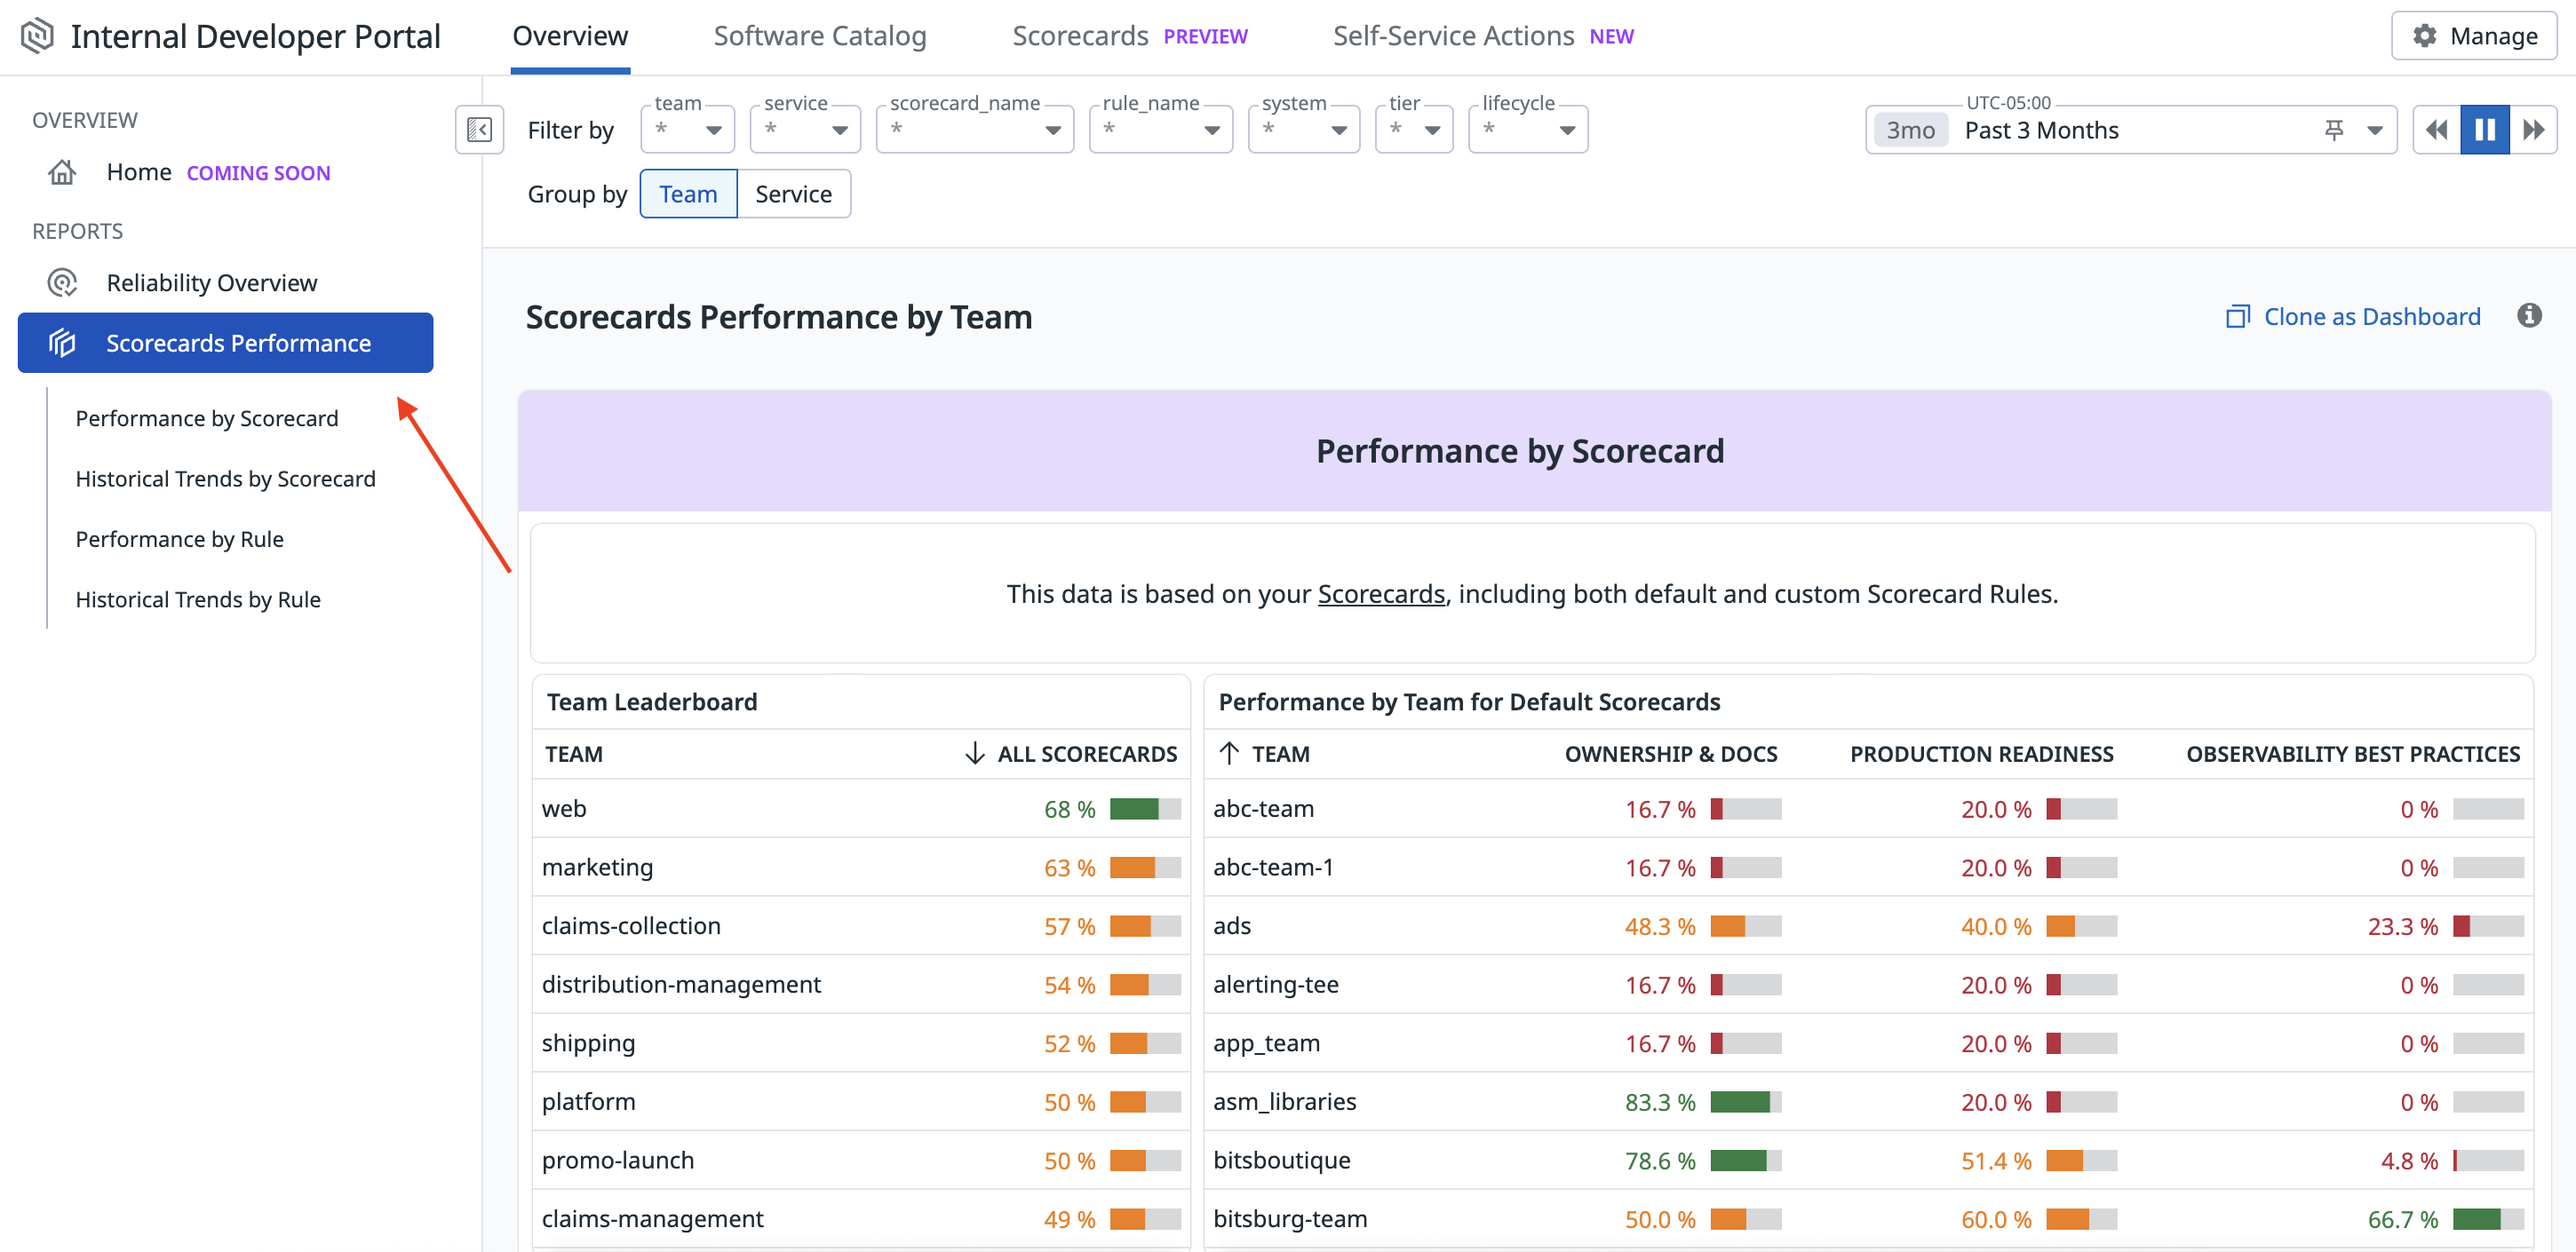 Internal Developer Portal
Overview
Software Catalog
Scorecards PREVIEW
Self-Service Actions NEW
Manage
OVERVIEW
Home COMING SOON
REPORTS
Reliability Overview
Scorecards Performance
Performance by Scorecard
Historical Trends by Scorecard
Performance by Rule
Historical Trends by Rule
Filter by
team *
service *
scorecard_name *
rule_name *
system *
tier *
lifecycle *
UTC-05:00
3mo Past 3 Months
Group by Team Service
Scorecards Performance by Team
Clone as Dashboard
Performance by Scorecard
This data is based on your Scorecards, including both default and custom Scorecard Rules.
Team Leaderboard
TEAM ALL SCORECARDS
web 68 %
marketing 63 %
claims-collection 57 %
distribution-management 54 %
shipping 52 %
platform 50 %
promo-launch 50 %
claims-management 49 %
Performance by Team for Default Scorecards
TEAM OWNERSHIP & DOCS PRODUCTION READINESS OBSERVABILITY BEST PRACTICES
abc-team 16.7 % 20.0 % 0 %
abc-team-1 16.7 % 20.0 % 0 %
ads 48.3 % 40.0 % 23.3 %
alerting-tee 16.7 % 20.0 % 0 %
app_team 16.7 % 20.0 % 0 %
asm_libraries 83.3 % 20.0 % 0 %
bitsboutique 78.6 % 51.4 % 4.8 %
bitsburg-team 50.0 % 60.0 % 66.7 %